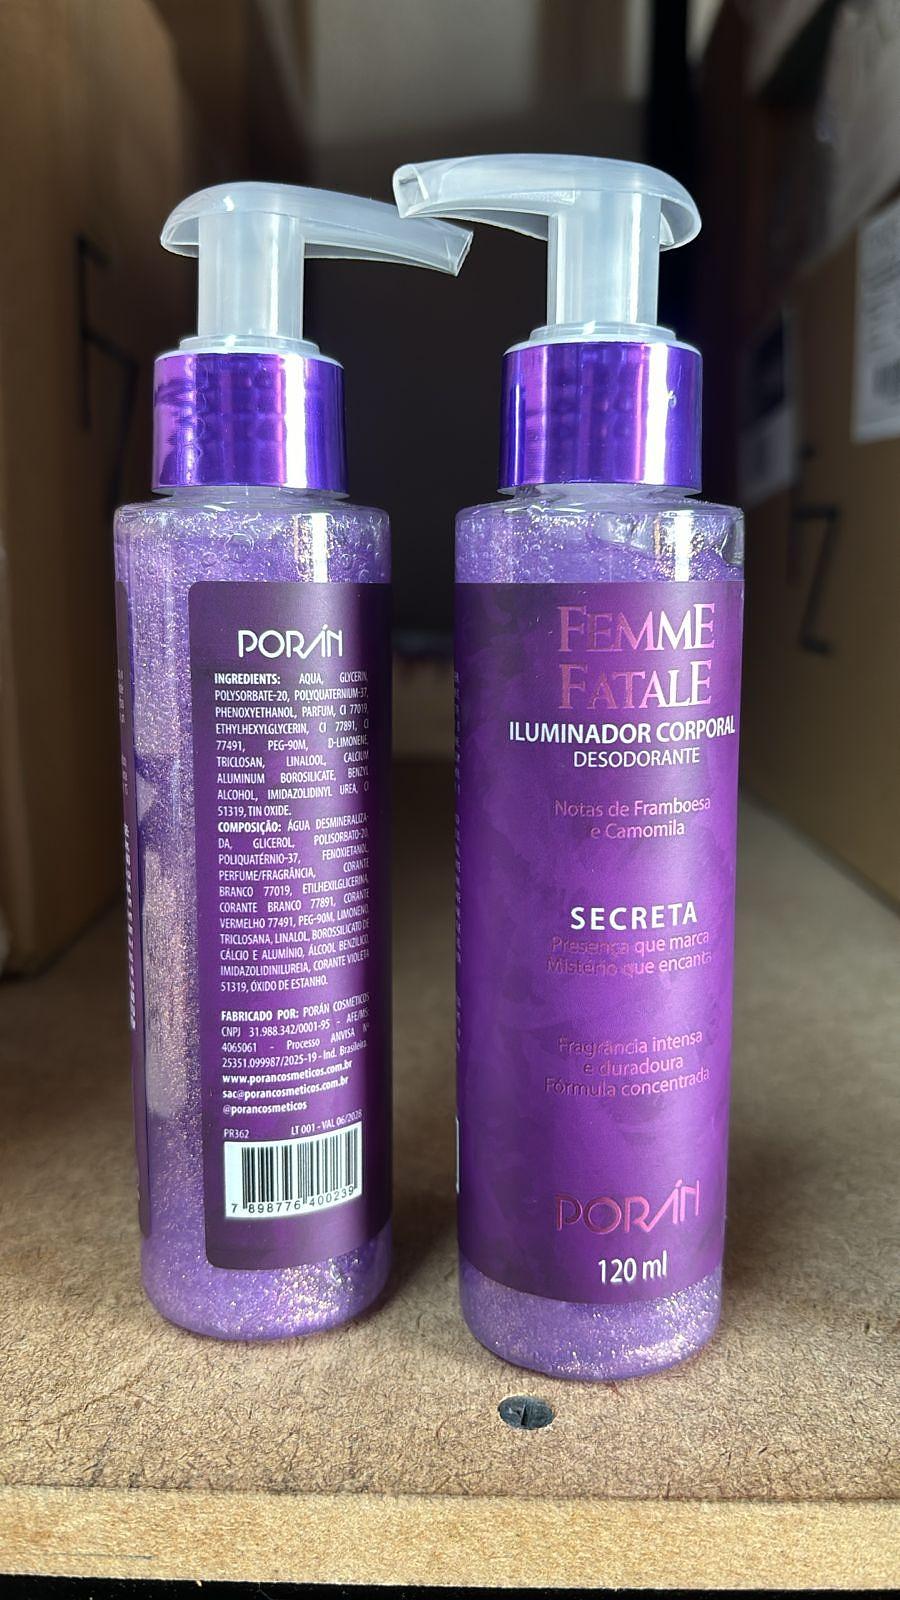 PORÁN
INGREDIENTS: AQUA, GLYCERIN,
POLYSORBATE-20, POLYQUATERNIUM-37,
PHENOXYETHANOL, PARFUM, CI 77019,
ETHYLHEXYLGLYCERIN, CI 77891, CI
77491, PEG-90M, D-LIMONENE,
TRICLOSAN, LINALOOL, CALCIUM
ALUMINUM BOROSILICATE, BENZYL
ALCOHOL, IMIDAZOLIDINYL UREA, CI
51319, TIN OXIDE.
COMPOSIÇÃO: ÁGUA DESMINERALIZA-
DA, GLICEROL, POLISORBATO-20,
POLIQUATÉRNIO-37, FENOXIETANOL,
PERFUME/FRAGRÂNCIA, CORANTE
BRANCO 77019, ETILHEXILGLICERINA,
CORANTE BRANCO 77891, CORANTE
VERMELHO 77491, PEG-90M, LIMONENO,
TRICLOSANA, LINALOL, BOROSSILICATO DE
CÁLCIO E ALUMÍNIO, ÁLCOOL BENZÍLICO,
IMIDAZOLIDINILUREIA, CORANTE VIOLETA
51319, ÓXIDO DE ESTANHO.
FABRICADO POR: PORÁN COSMÉTICOS
CNPJ 31.988.342/0001-95 - AFE/MS:
4065061 - Processo ANVISA Nº
25351.099987/2025-19 - Ind. Brasileira.
www.porancosmeticos.com.br
sac@porancosmeticos.com.br
@porancosmeticos
PR362 LT 001 - VAL 06/2028
7 898776 400239
FEMME
FATALE
ILUMINADOR CORPORAL
DESODORANTE
Notas de Framboesa
e Camomila
SECRETA
Presença que marca
Mistério que encanta
Fragrância intensa
e duradoura
Fórmula concentrada
PORÁN
120 ml